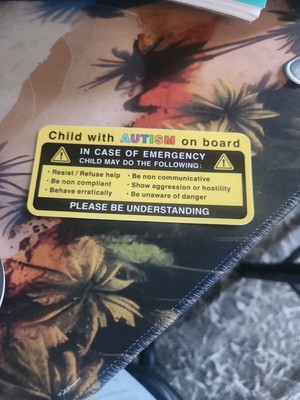 Child with AUTISM on board
IN CASE OF EMERGENCY
CHILD MAY DO THE FOLLOWING:
• Resist / Refuse help
• Be non compliant
• Behave erratically
• Be non communicative
• Show aggression or hostility
• Be unaware of danger
PLEASE BE UNDERSTANDING